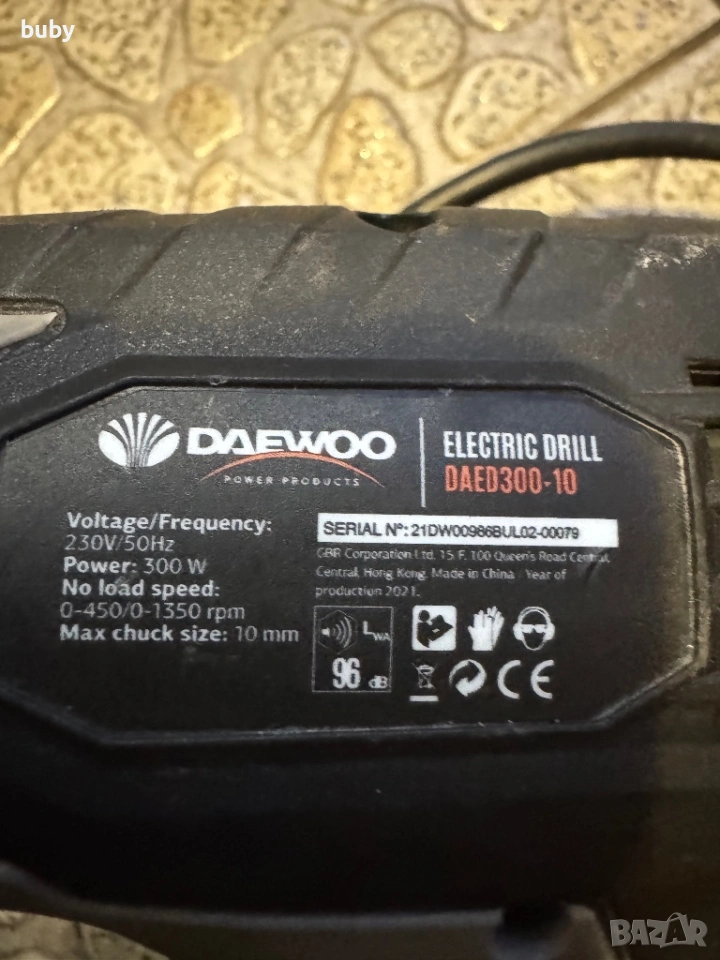 buby
DAEWOO
POWER PRODUCTS
ELECTRIC DRILL
DAED300-10
Voltage/Frequency:
230V/50Hz
Power: 300 W
No load speed:
0-450/0-1350 rpm
Max chuck size: 10 mm
SERIAL Nº: 21DW00986BUL02-00079
GBR Corporation Ltd. 15 F, 100 Queen's Road Central,
Central, Hong Kong. Made in China. Year of
production 2021.
LWA
96 dB
CE
BAZAR